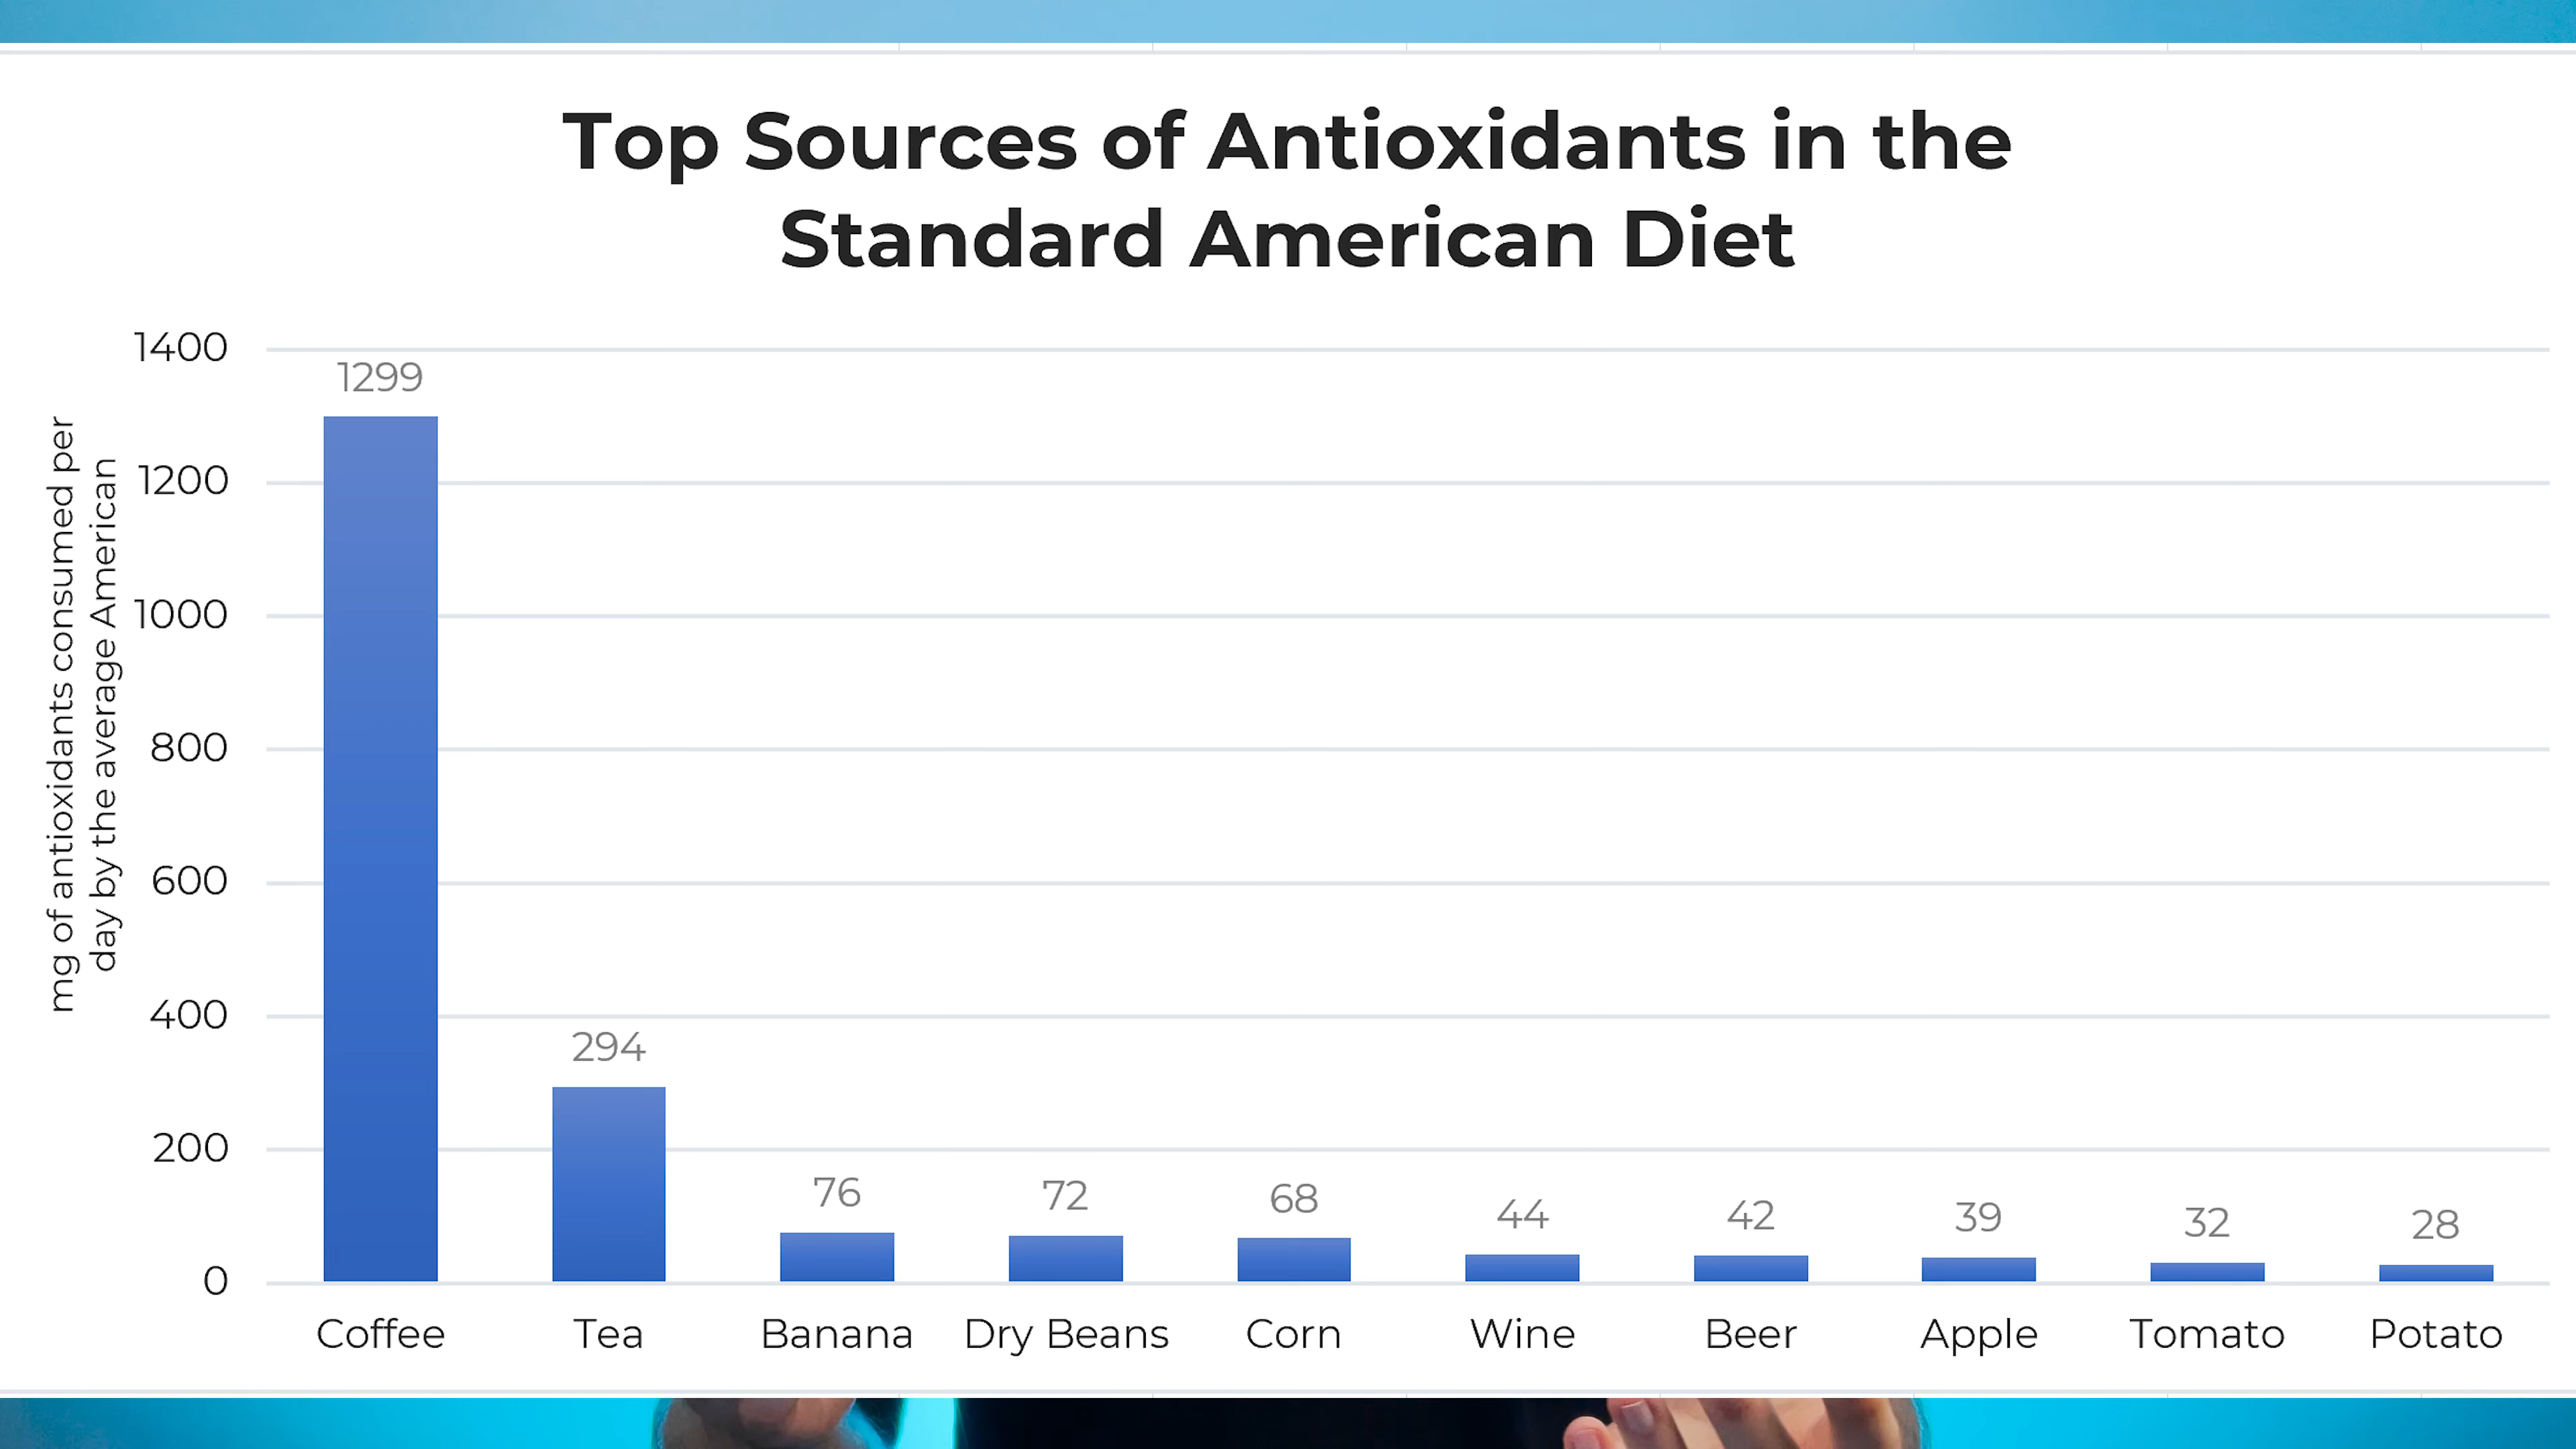 Top Sources of Antioxidants in the
Standard American Diet
mg of antioxidants consumed per
day by the average American
1400
1200
1000
800
600
400
200
0
1299
294
76
72
68
44
42
39
32
28
Coffee
Tea
Banana
Dry Beans
Corn
Wine
Beer
Apple
Tomato
Potato